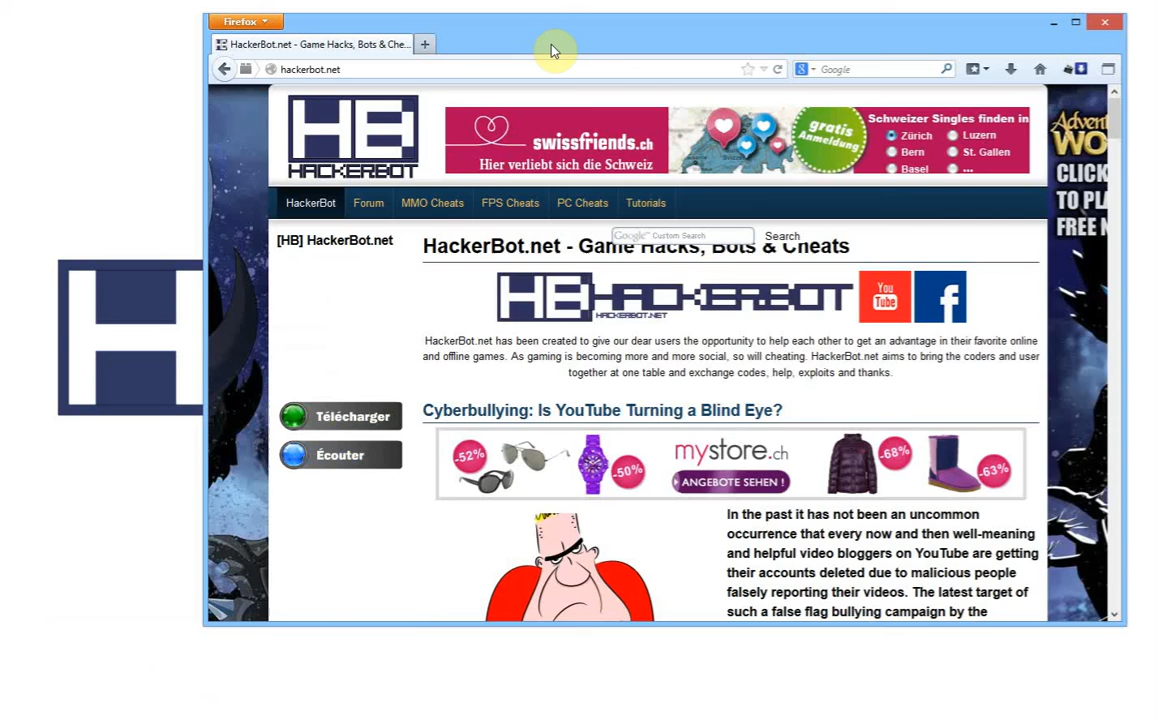 Firefox
HackerBot.net - Game Hacks, Bots & Che...
hackerbot.net
Google
HB
HACKERBOT
swissfriends.ch
Hier verliebt sich die Schweiz
gratis
Anmeldung
Schweizer Singles finden in
Zürich
Luzern
Bern
St. Gallen
Basel
...
Advent
WO
CLICK
TO PL
FREE N
HackerBot
Forum
MMO Cheats
FPS Cheats
PC Cheats
Tutorials
Google™ Custom Search
Search
[HB] HackerBot.net
HackerBot.net - Game Hacks, Bots & Cheats
HB HACKERBOT
HACKERBOT.NET
You
Tube
f
HackerBot.net has been created to give our dear users the opportunity to help each other to get an advantage in their favorite online
and offline games. As gaming is becoming more and more social, so will cheating. HackerBot.net aims to bring the coders and user
together at one table and exchange codes, help, exploits and thanks.
Télécharger
Écouter
Cyberbullying: Is YouTube Turning a Blind Eye?
-52%
-50%
mystore.ch
ANGEBOTE SEHEN !
-68%
-63%
In the past it has not been an uncommon
occurrence that every now and then well-meaning
and helpful video bloggers on YouTube are getting
their accounts deleted due to malicious people
falsely reporting their videos. The latest target of
such a false flag bullying campaign by the
H